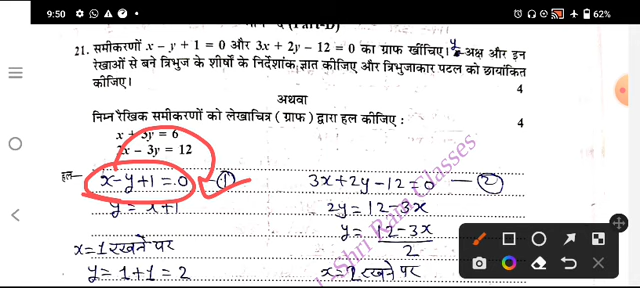 9:50
62%
भाग-द (Part-D)
21. समीकरणों x − y + 1 = 0 और 3x + 2y − 12 = 0 का ग्राफ खींचिए। y - अक्ष और इन
रेखाओं से बने त्रिभुज के शीर्षों के निर्देशांक ज्ञात कीजिए और त्रिभुजाकार पटल को छायांकित
कीजिए। 4
अथवा
निम्न रैखिक समीकरणों को लेखाचित्र ( ग्राफ ) द्वारा हल कीजिए : 4
x + 3y = 6
2x − 3y = 12
हल— x−y+1=0 —① 3x+2y−12=0 —②
y = x+1 2y = 12−3x
y = 12−3x
2
x=1 रखने पर
y = 1+1 = 2 रखने पर
Shri Ram Classes